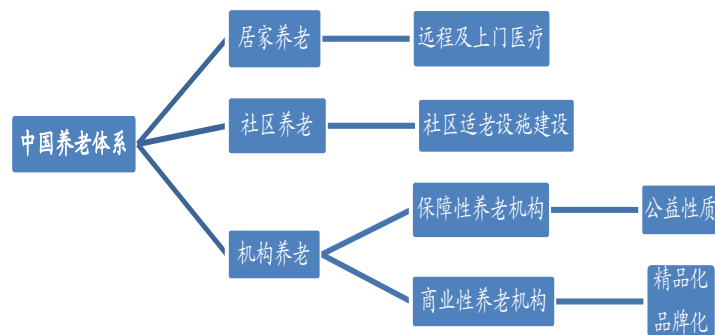 中国养老体系
居家养老
远程及上门医疗
社区养老
社区适老设施建设
机构养老
保障性养老机构
公益性质
商业性养老机构
精品化
品牌化